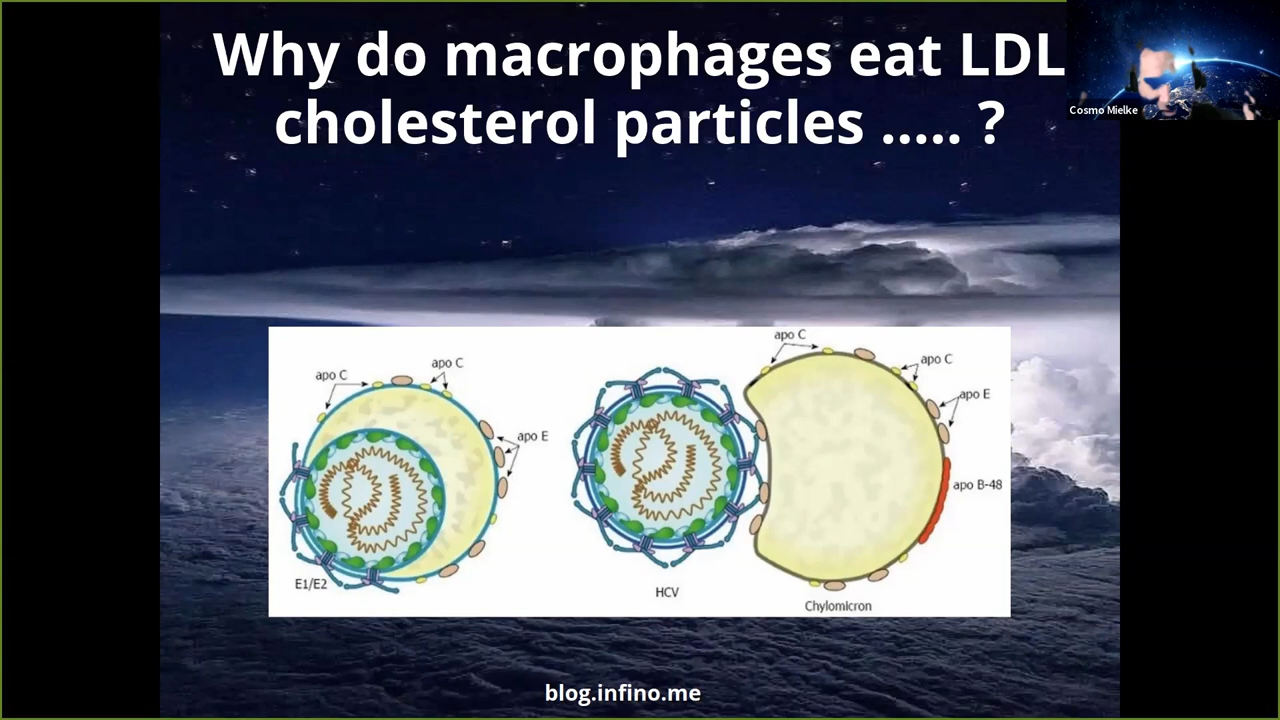 Why do macrophages eat LDL
cholesterol particles ..... ?
Cosmo Mielke
apo C
apo C
apo E
E1/E2
HCV
apo C
apo C
apo E
apo B-48
Chylomicron
blog.infino.me